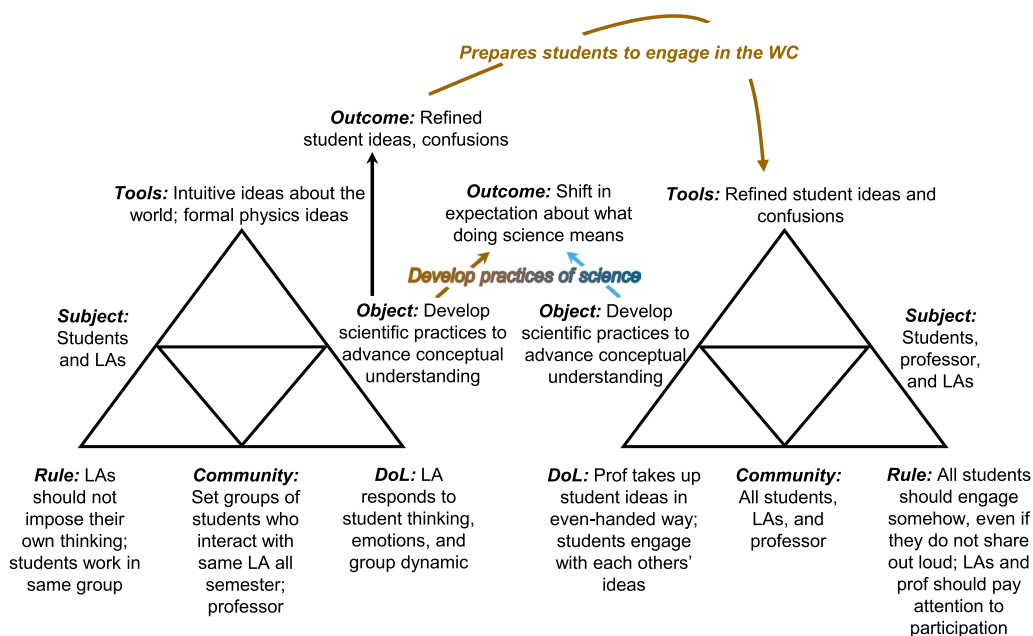 Prepares students to engage in the WC
Outcome: Refined
student ideas, confusions
Tools: Intuitive ideas about the
world; formal physics ideas
Outcome: Shift in
expectation about what
doing science means
Tools: Refined student ideas and
confusions
Develop practices of science
Subject:
Students
and LAs
Object: Develop
scientific practices to
advance conceptual
understanding
Object: Develop
scientific practices to
advance conceptual
understanding
Subject:
Students,
professor,
and LAs
Rule: LAs
should not
impose their
own thinking;
students work in
same group
Community:
Set groups of
students who
interact with
same LA all
semester;
professor
DoL: LA
responds to
student thinking,
emotions, and
group dynamic
DoL: Prof takes up
student ideas in
even-handed way;
students engage
with each others’
ideas
Community:
All students,
LAs, and
professor
Rule: All students
should engage
somehow, even if
they do not share
out loud; LAs and
prof should pay
attention to
participation